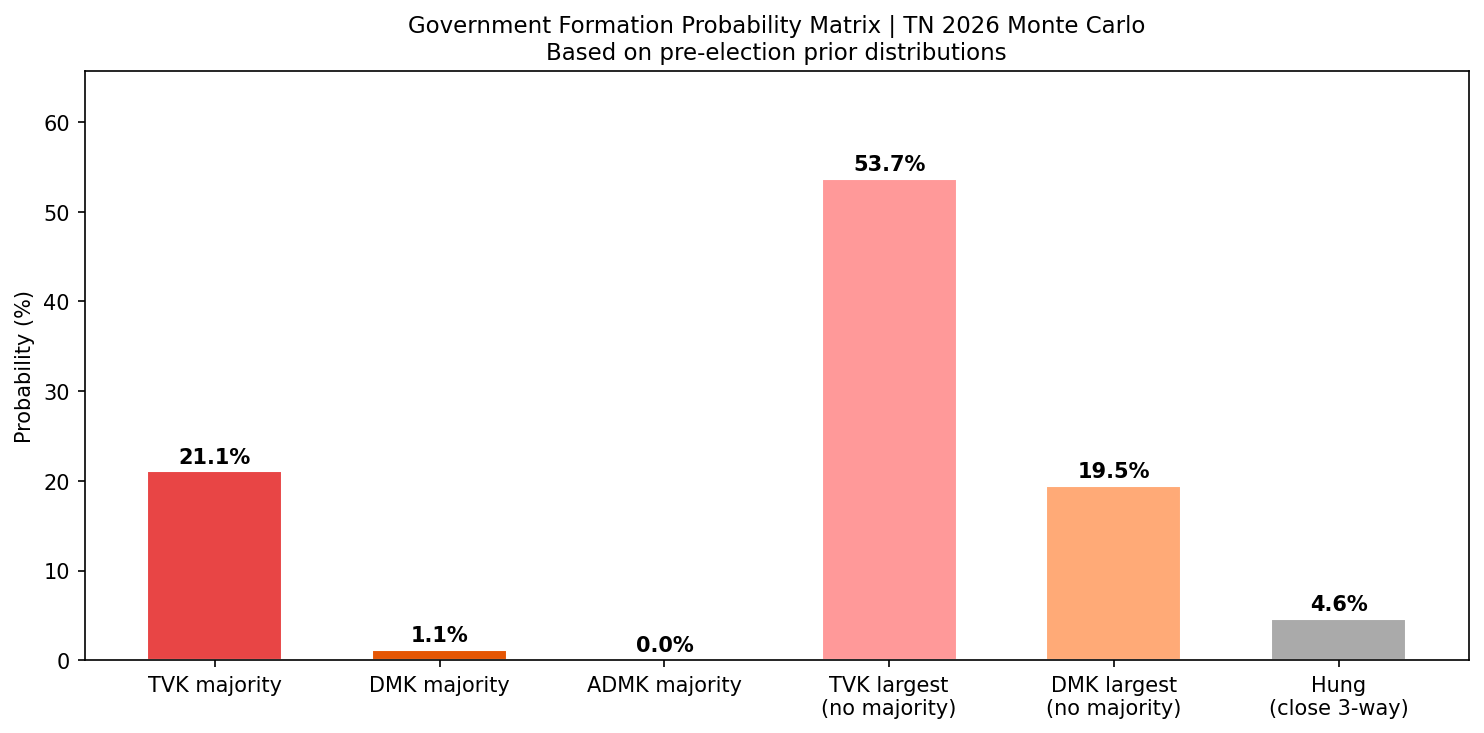 Government Formation Probability Matrix | TN 2026 Monte Carlo
Based on pre-election prior distributions
Probability (%)
60
50
40
30
20
10
0
21.1%
1.1%
0.0%
53.7%
19.5%
4.6%
TVK majority
DMK majority
ADMK majority
TVK largest
(no majority)
DMK largest
(no majority)
Hung
(close 3-way)